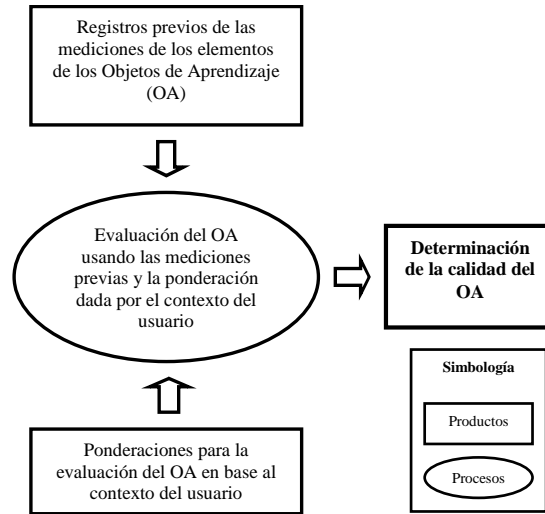 Registros previos de las
mediciones de los elementos
de los Objetos de Aprendizaje
(OA)
Evaluación del OA
usando las mediciones
previas y la ponderación
dada por el contexto del
usuario
Determinación
de la calidad del
OA
Ponderaciones para la
evaluación del OA en base al
contexto del usuario
Simbología
Productos
Procesos